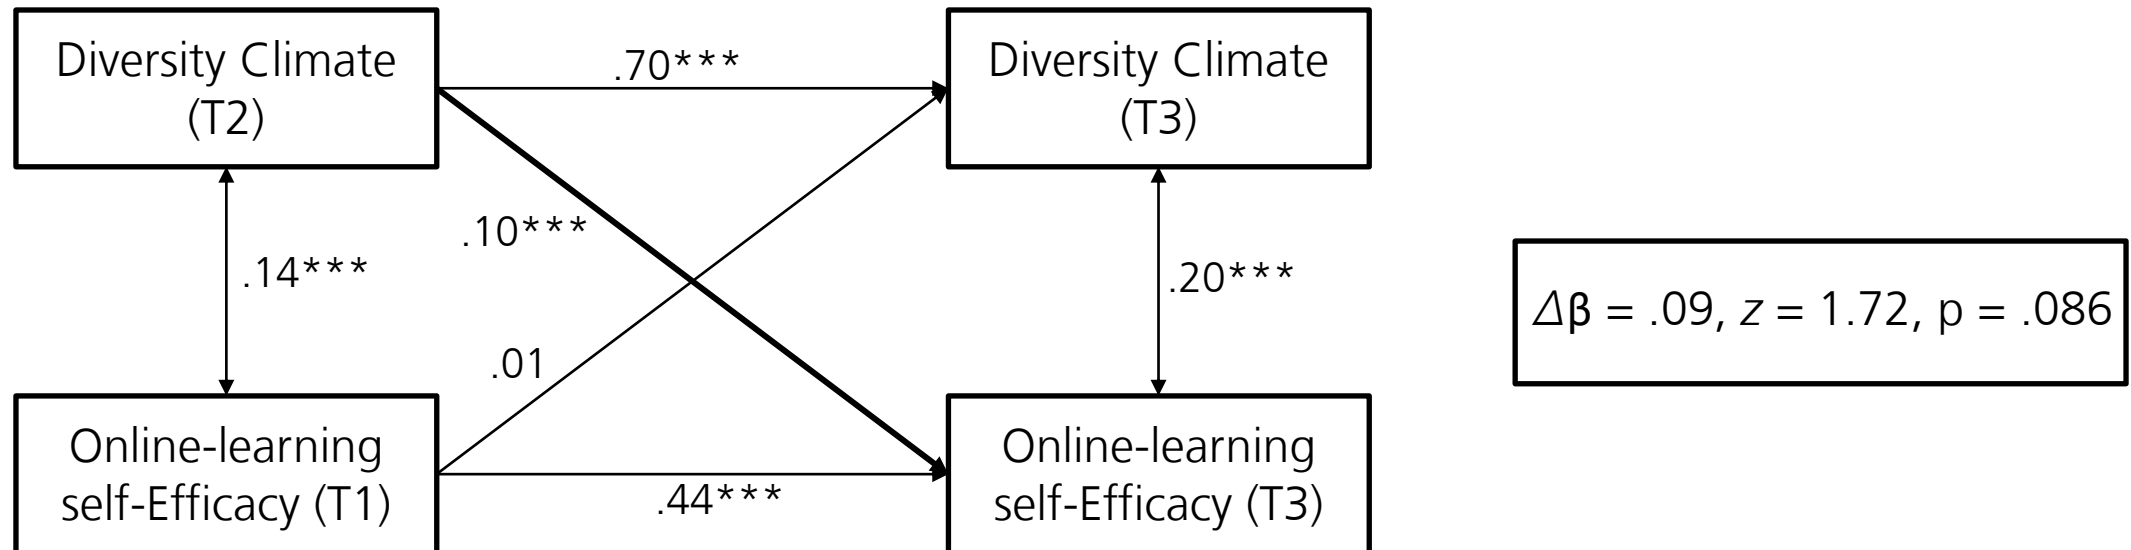 Diversity Climate
(T2)
.70***
Diversity Climate
(T3)
.10***
.14***
.20***
.01
Δβ = .09, z = 1.72, p = .086
Online-learning
self-Efficacy (T1)
.44***
Online-learning
self-Efficacy (T3)